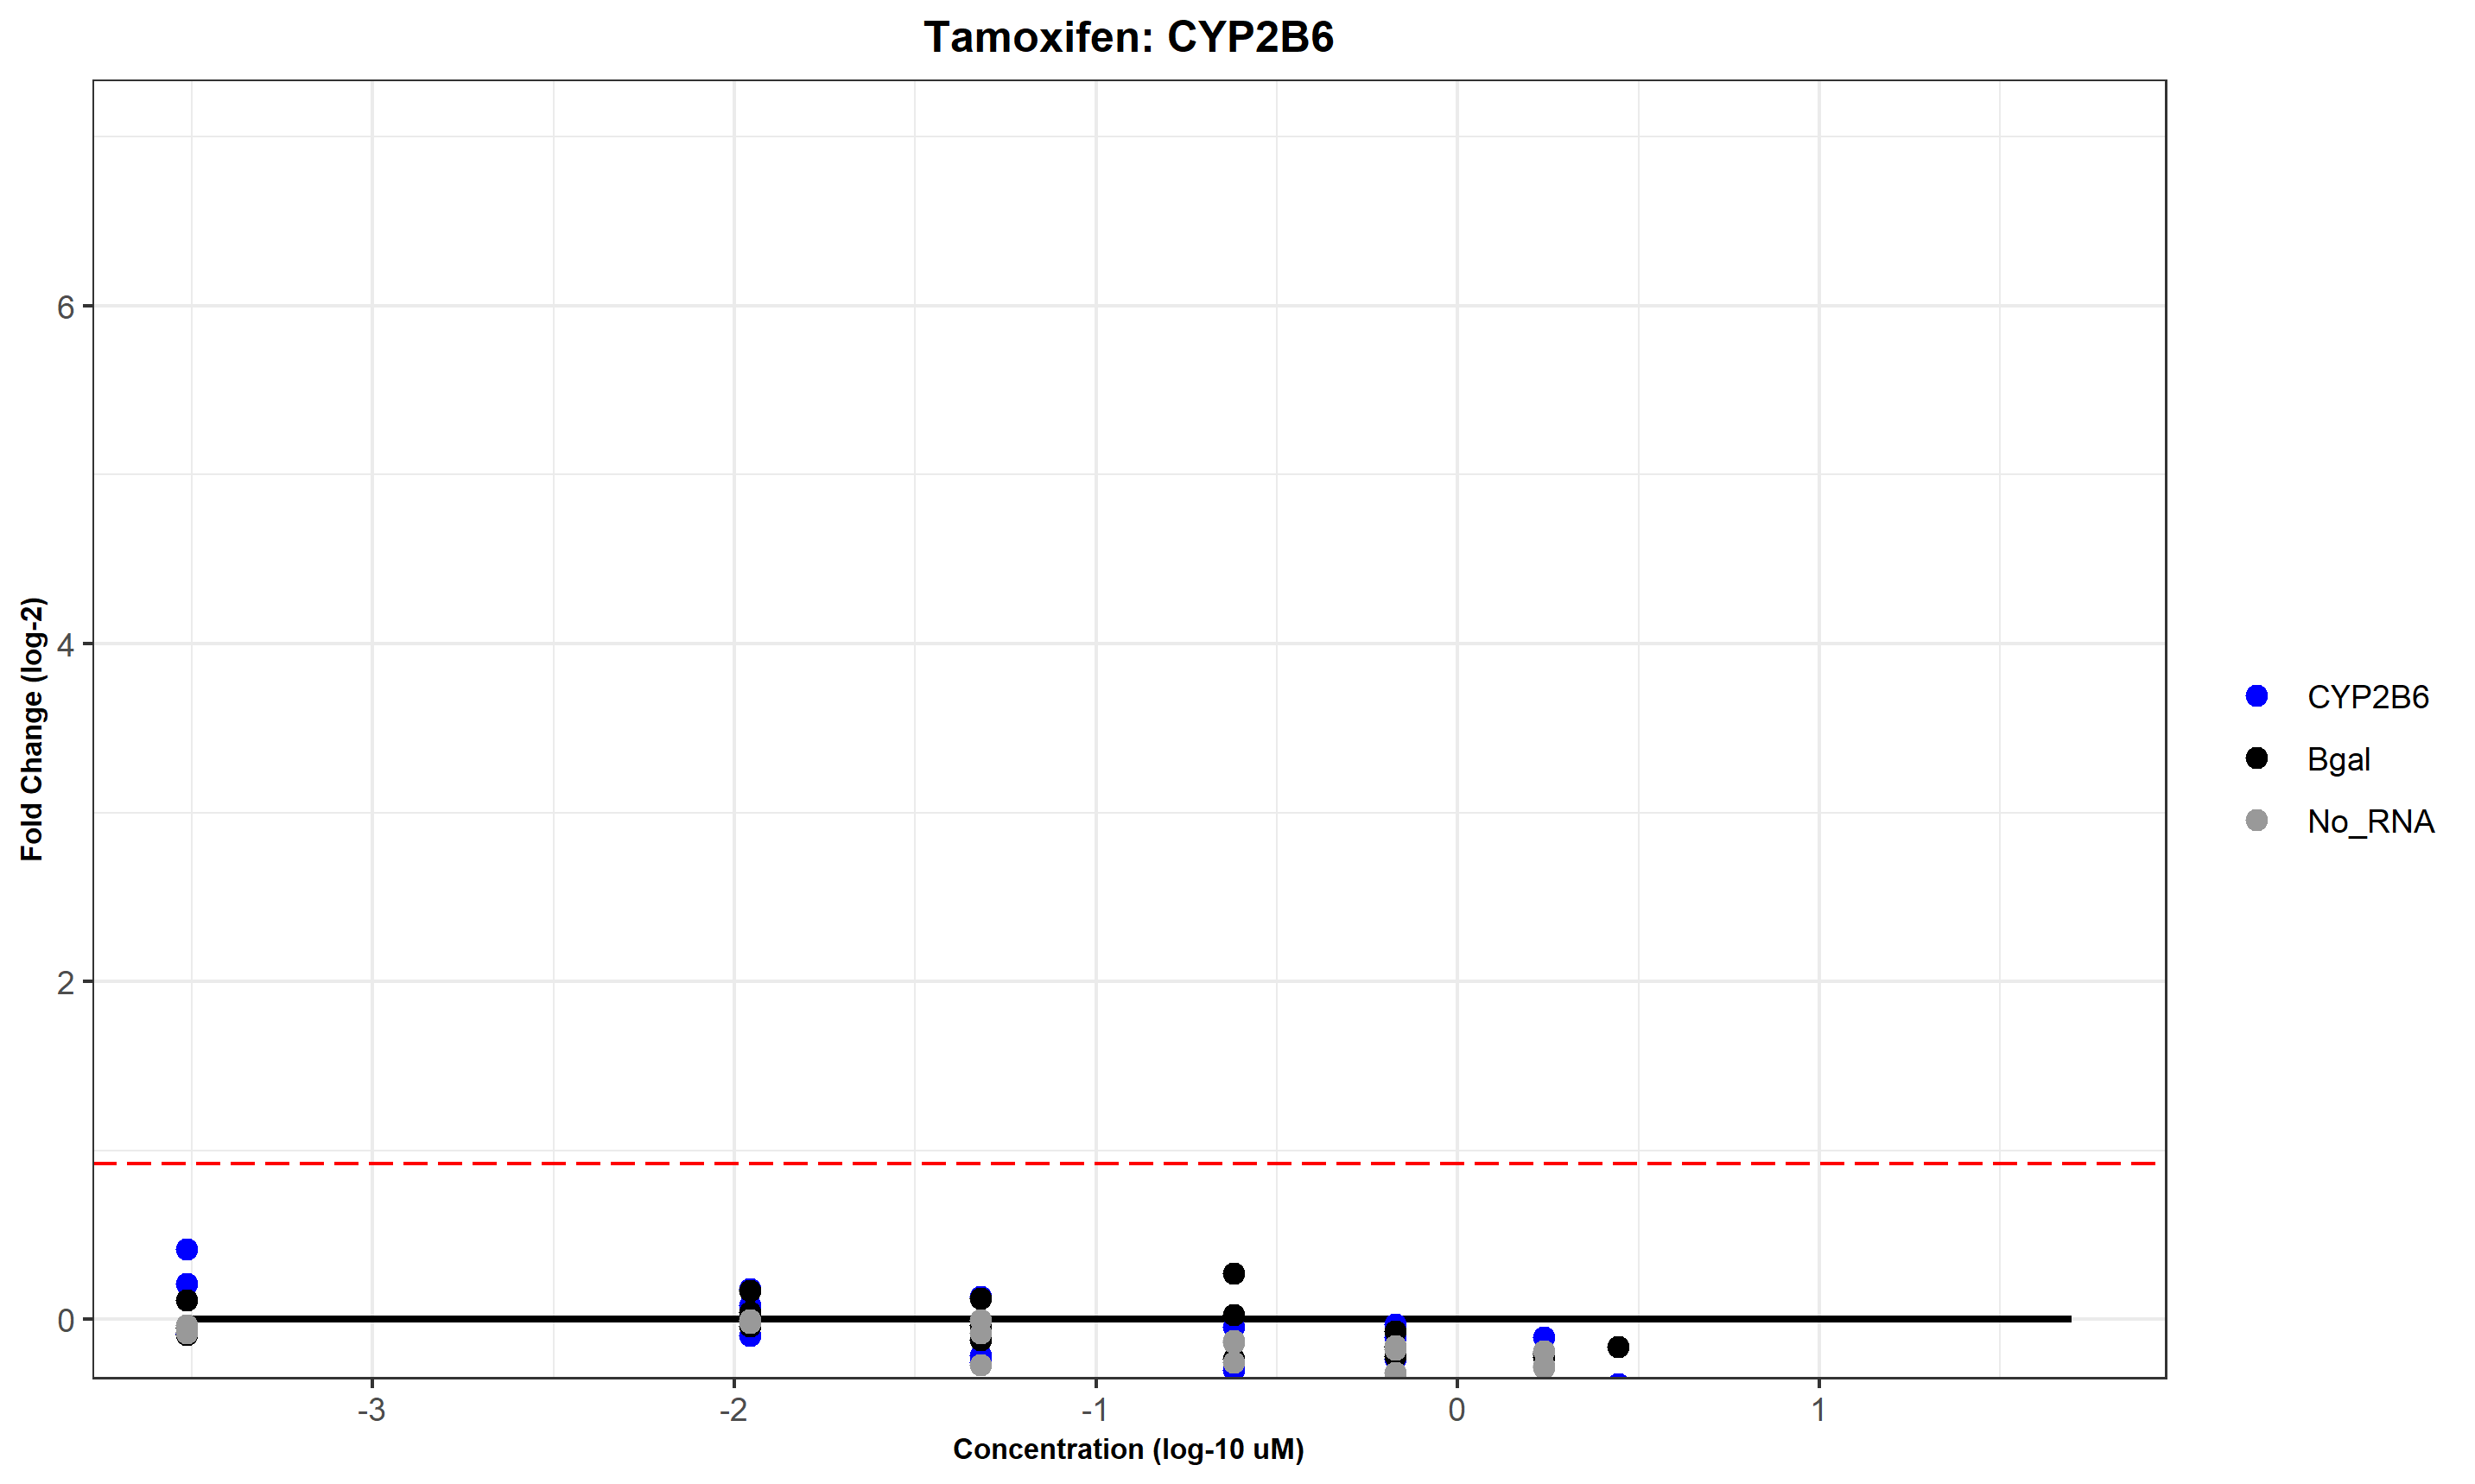 Tamoxifen: CYP2B6
Fold Change (log-2)
6
4
2
0
-3
-2
-1
0
1
Concentration (log-10 uM)
CYP2B6
Bgal
No_RNA